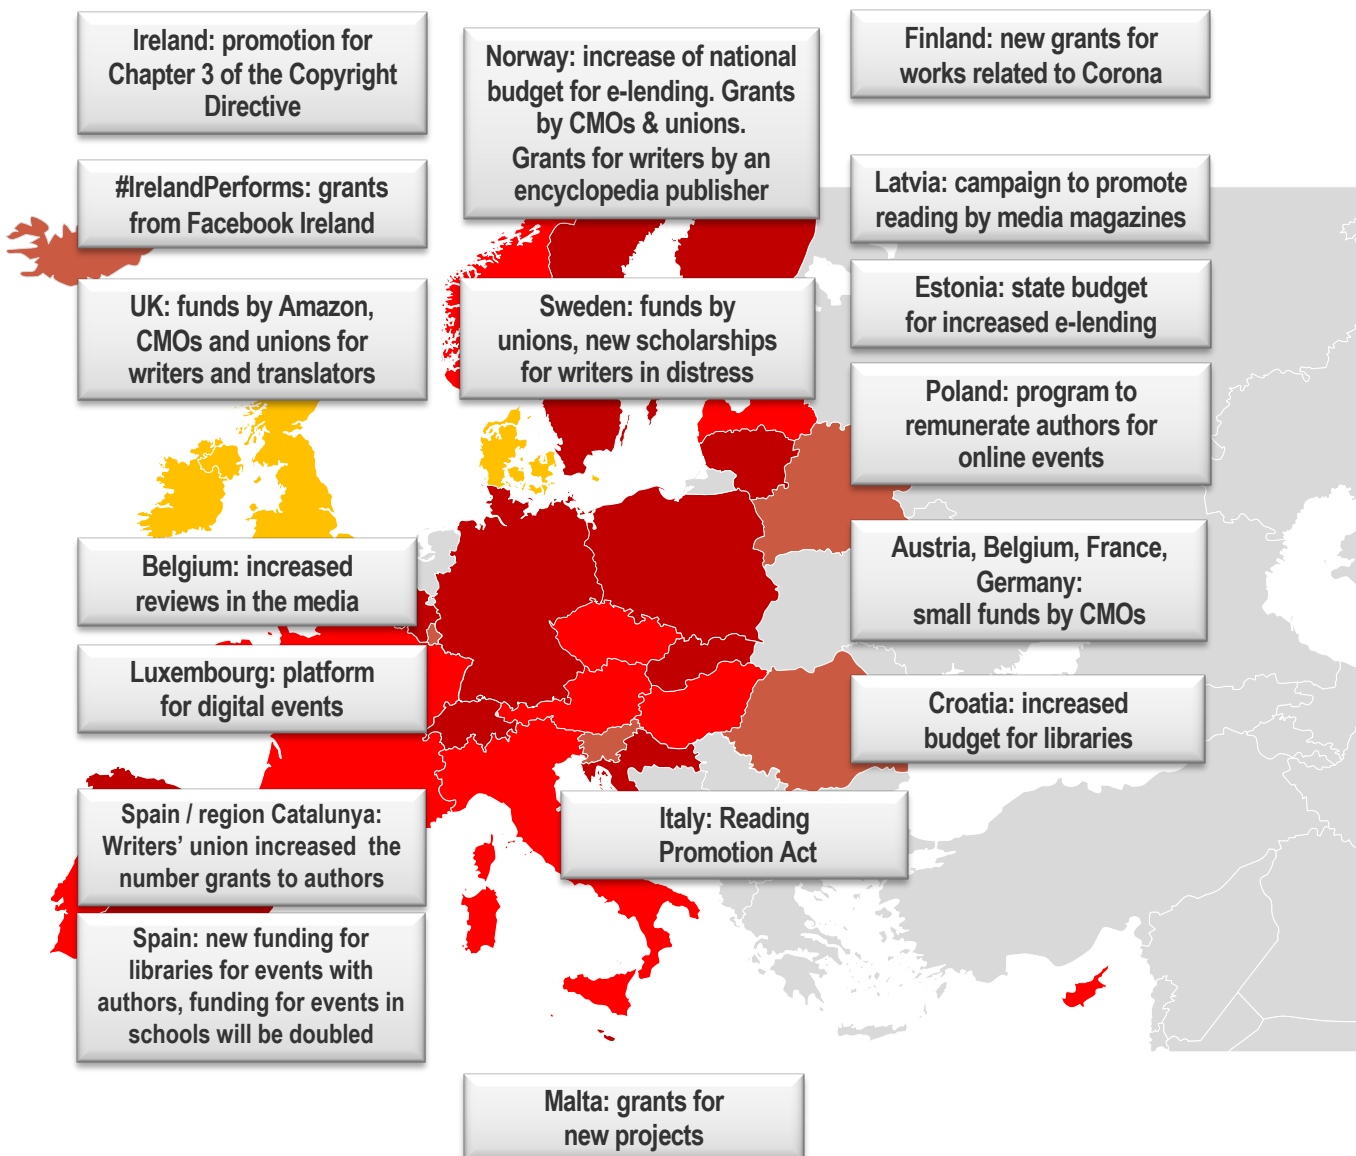 Ireland: promotion for
Chapter 3 of the Copyright
Directive
#IrelandPerforms: grants
from Facebook Ireland
UK: funds by Amazon,
CMOs and unions for
writers and translators
Belgium: increased
reviews in the media
Luxembourg: platform
for digital events
Spain / region Catalunya:
Writers’ union increased the
number grants to authors
Spain: new funding for
libraries for events with
authors, funding for events in
schools will be doubled
Norway: increase of national
budget for e-lending. Grants
by CMOs & unions.
Grants for writers by an
encyclopedia publisher
Sweden: funds by
unions, new scholarships
for writers in distress
Italy: Reading
Promotion Act
Malta: grants for
new projects
Finland: new grants for
works related to Corona
Latvia: campaign to promote
reading by media magazines
Estonia: state budget
for increased e-lending
Poland: program to
remunerate authors for
online events
Austria, Belgium, France,
Germany:
small funds by CMOs
Croatia: increased
budget for libraries